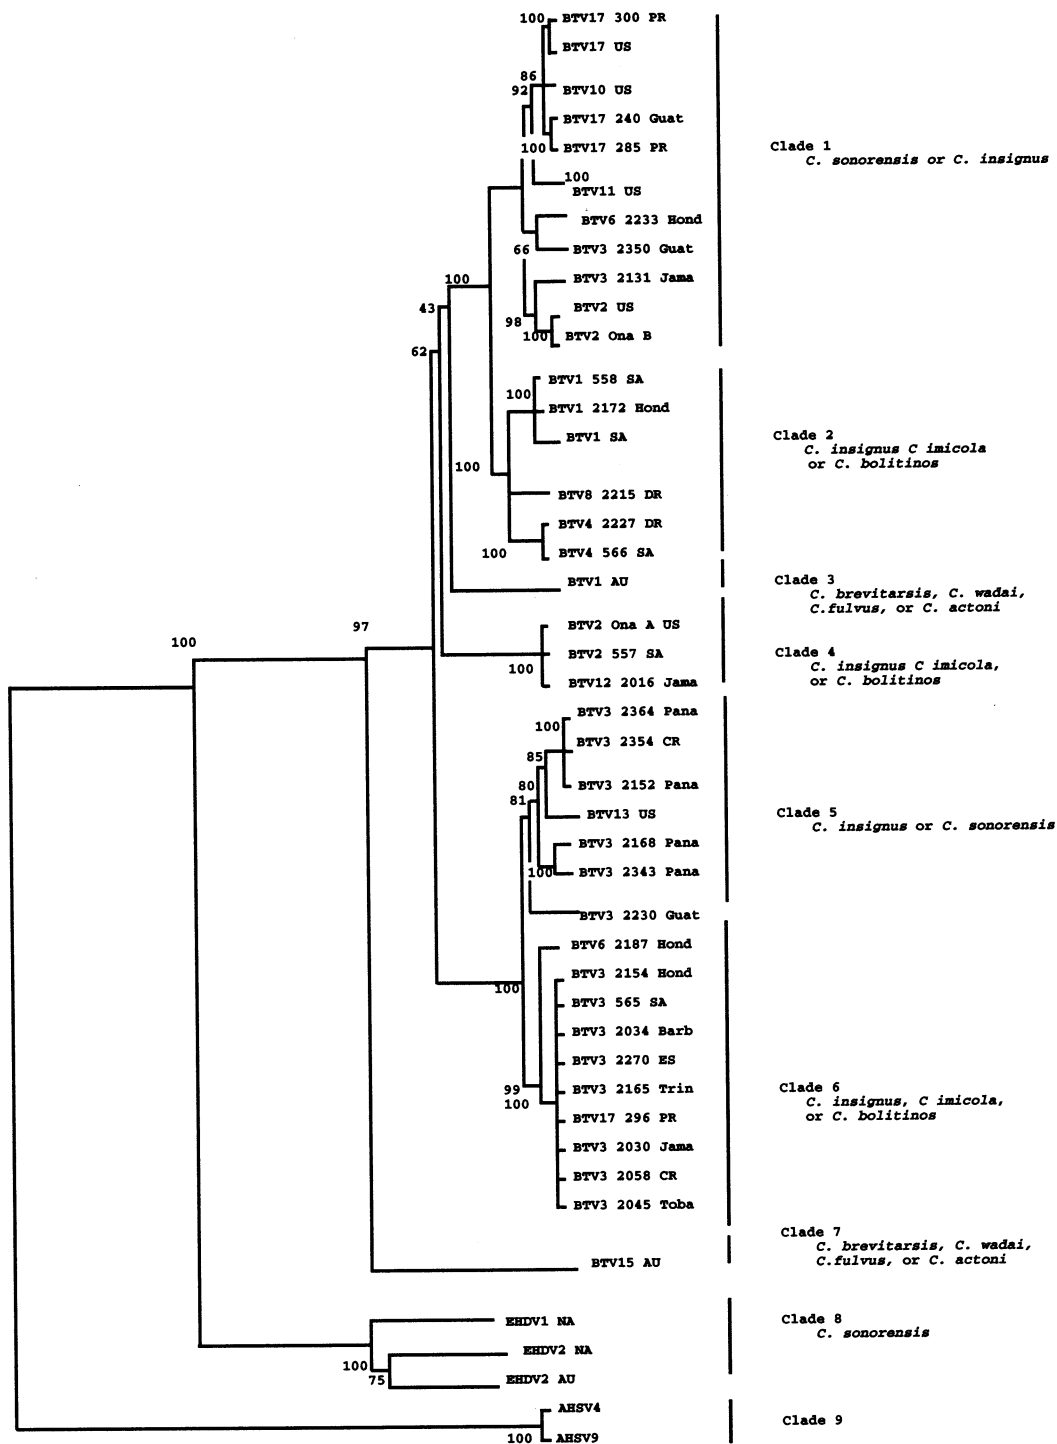 100
BTV17 300 PR
BTV17 US
86
92
BTV10 US
BTV17 240 Guat
100
BTV17 285 PR
Clade 1
C. sonorensis or C. insignus
100
BTV11 US
BTV6 2233 Hond
66
BTV3 2350 Guat
100
BTV3 2131 Jama
43
BTV2 US
98
100
BTV2 Ona B
62
BTV1 558 SA
100
BTV1 2172 Hond
BTV1 SA
Clade 2
C. insignus C imicola
or C. bolitinos
100
BTV8 2215 DR
BTV4 2227 DR
100
BTV4 566 SA
BTV1 AU
Clade 3
C. brevitarsis, C. wadai,
C.fulvus, or C. actoni
97
BTV2 Ona A US
100
BTV2 557 SA
100
BTV12 2016 Jama
Clade 4
C. insignus C imicola,
or C. bolitinos
BTV3 2364 Pana
100
BTV3 2354 CR
85
80
BTV3 2152 Pana
81
BTV13 US
Clade 5
C. insignus or C. sonorensis
BTV3 2168 Pana
100
BTV3 2343 Pana
BTV3 2230 Guat
BTV6 2187 Hond
BTV3 2154 Hond
100
BTV3 565 SA
BTV3 2034 Barb
BTV3 2270 ES
99
BTV3 2165 Trin
100
BTV17 296 PR
Clade 6
C. insignus, C imicola,
or C. bolitinos
BTV3 2030 Jama
BTV3 2058 CR
BTV3 2045 Toba
Clade 7
C. brevitarsis, C. wadai,
C.fulvus, or C. actoni
BTV15 AU
EHDV1 NA
Clade 8
C. sonorensis
EHDV2 NA
100
75
EHDV2 AU
AHSV4
Clade 9
100
AHSV9